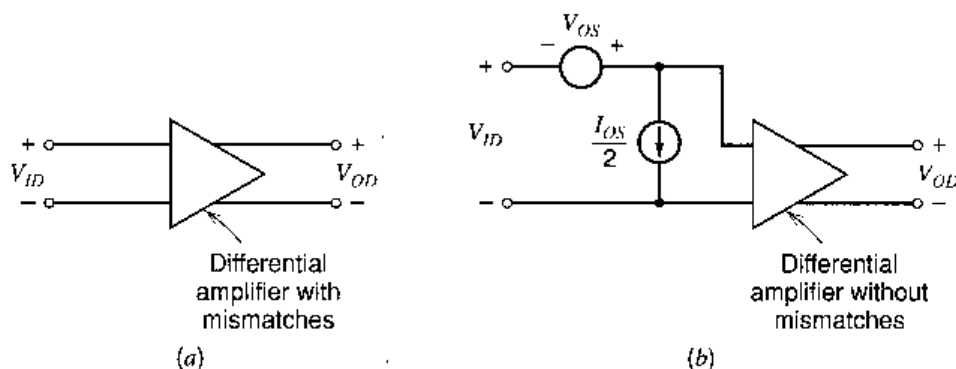 +
V_ID
−
+
V_OD
−
Differential
amplifier with
mismatches
(a)
V_OS
− +
+
V_ID
−
I_OS
2
+
V_OD
−
Differential
amplifier without
mismatches
(b)